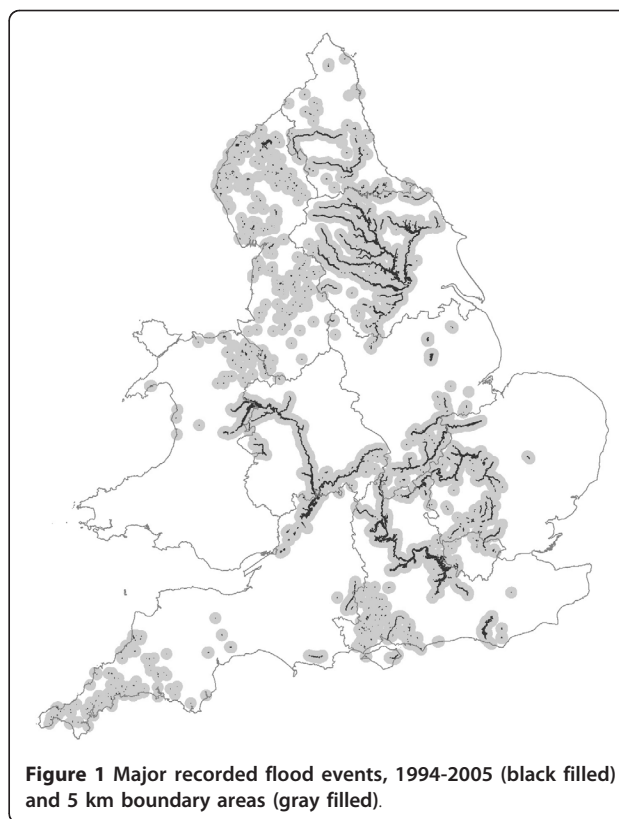 Figure 1 Major recorded flood events, 1994-2005 (black filled)
and 5 km boundary areas (gray filled).